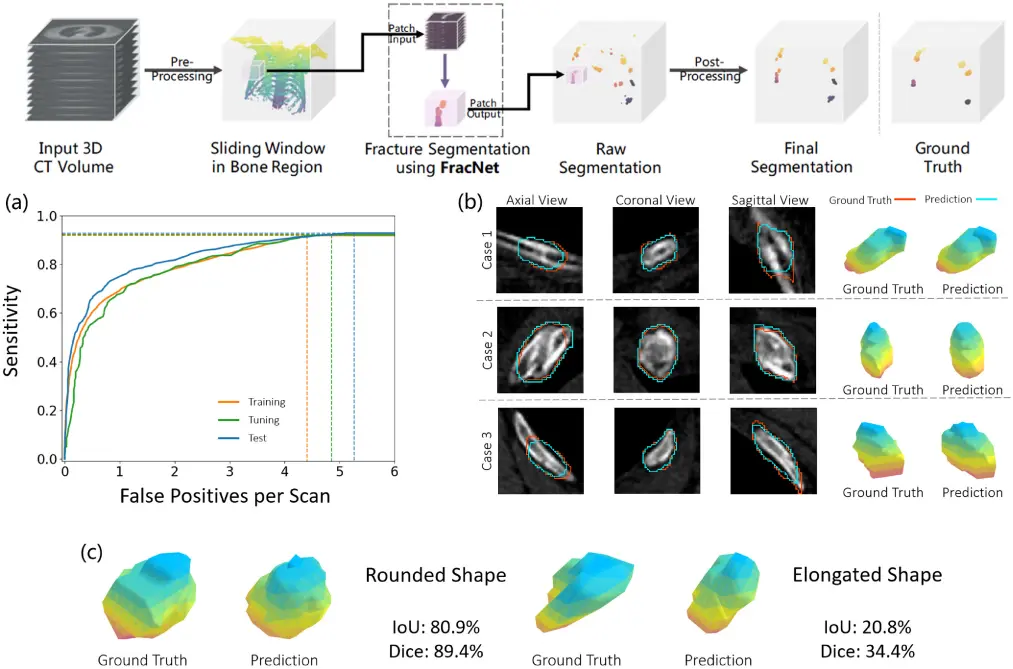 Pre-
Processing
Patch
Input
Patch
Output
Post-
Processing
Input 3D
CT Volume
Sliding Window
in Bone Region
Fracture Segmentation
using FracNet
Raw
Segmentation
Final
Segmentation
Ground
Truth
(a)
1.0
0.8
0.6
0.4
0.2
0.0
Sensitivity
Training
Tuning
Test
0 1 2 3 4 5 6
False Positives per Scan
(b)
Axial View Coronal View Sagittal View Ground Truth Prediction
Case 1
Ground Truth Prediction
Case 2
Ground Truth Prediction
Case 3
Ground Truth Prediction
(c)
Rounded Shape
IoU: 80.9%
Dice: 89.4%
Ground Truth Prediction
Elongated Shape
IoU: 20.8%
Dice: 34.4%
Ground Truth Prediction